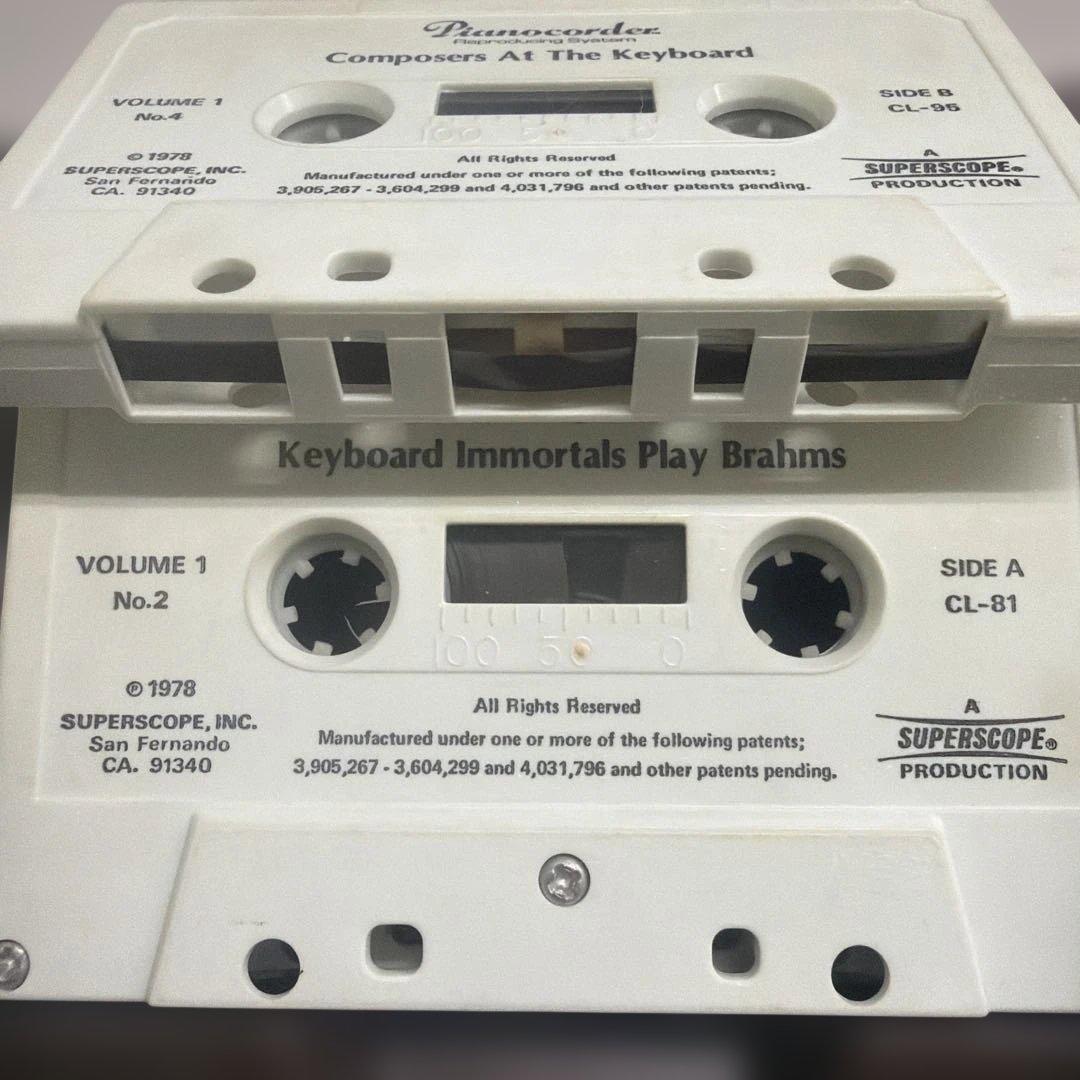 Pianocorder
Reproducing System
Composers At The Keyboard
VOLUME 1
No.4
SIDE B
CL-95
100 50 0
© 1978
SUPERSCOPE, INC.
San Fernando
CA. 91340
All Rights Reserved
Manufactured under one or more of the following patents;
3,905,267 - 3,604,299 and 4,031,796 and other patents pending.
A
SUPERSCOPE®
PRODUCTION
Keyboard Immortals Play Brahms
VOLUME 1
No.2
SIDE A
CL-81
100 50 0
℗ 1978
SUPERSCOPE, INC.
San Fernando
CA. 91340
All Rights Reserved
Manufactured under one or more of the following patents;
3,905,267 - 3,604,299 and 4,031,796 and other patents pending.
A
SUPERSCOPE®
PRODUCTION